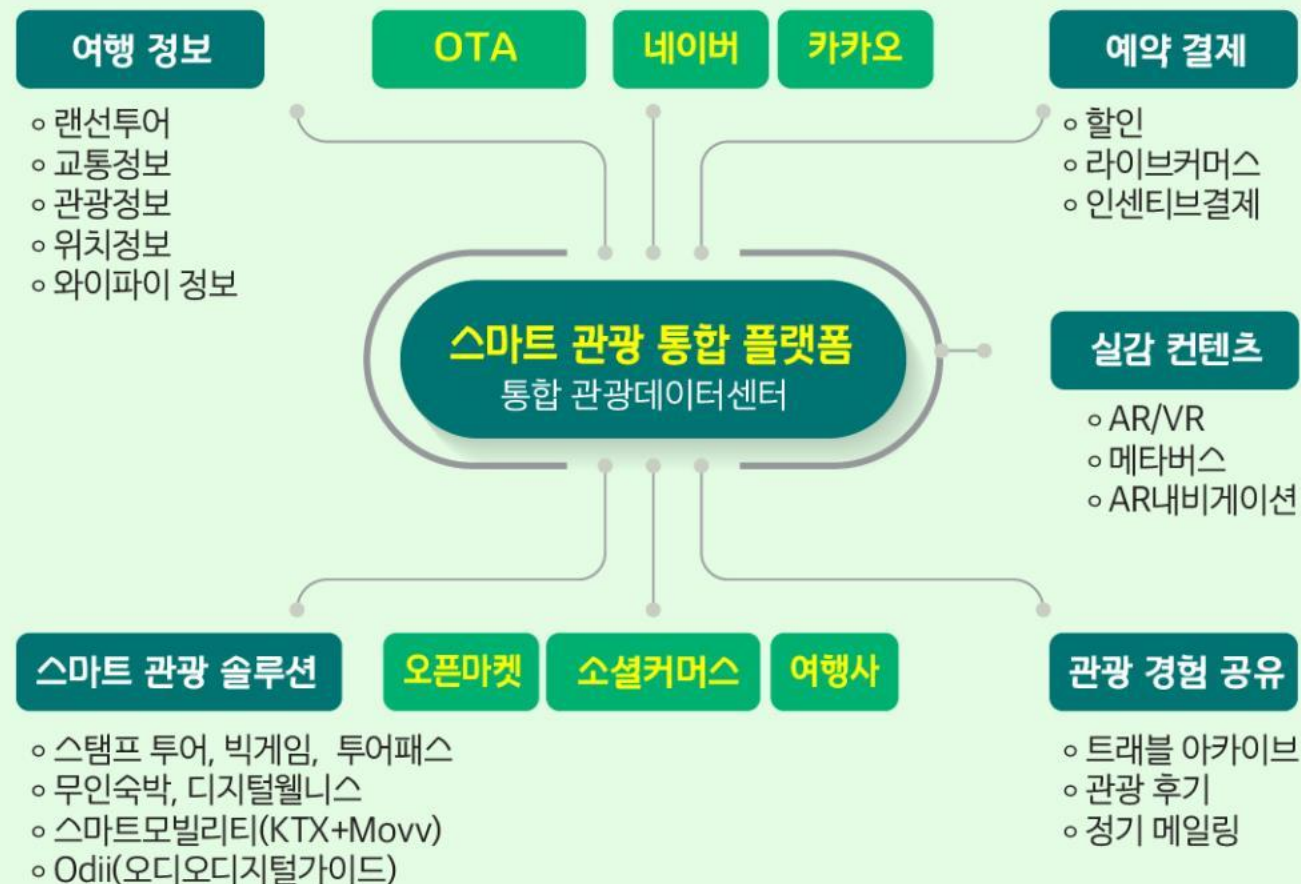 여행 정보
◦ 랜선투어
◦ 교통정보
◦ 관광정보
◦ 위치정보
◦ 와이파이 정보
OTA
네이버
카카오
예약 결제
◦ 할인
◦ 라이브커머스
◦ 인센티브결제
스마트 관광 통합 플랫폼
통합 관광데이터센터
실감 컨텐츠
◦ AR/VR
◦ 메타버스
◦ AR내비게이션
스마트 관광 솔루션
◦ 스탬프 투어, 빅게임, 투어패스
◦ 무인숙박, 디지털웰니스
◦ 스마트모빌리티(KTX+Movv)
◦ Odii(오디오디지털가이드)
오픈마켓
소셜커머스
여행사
관광 경험 공유
◦ 트래블 아카이브
◦ 관광 후기
◦ 정기 메일링